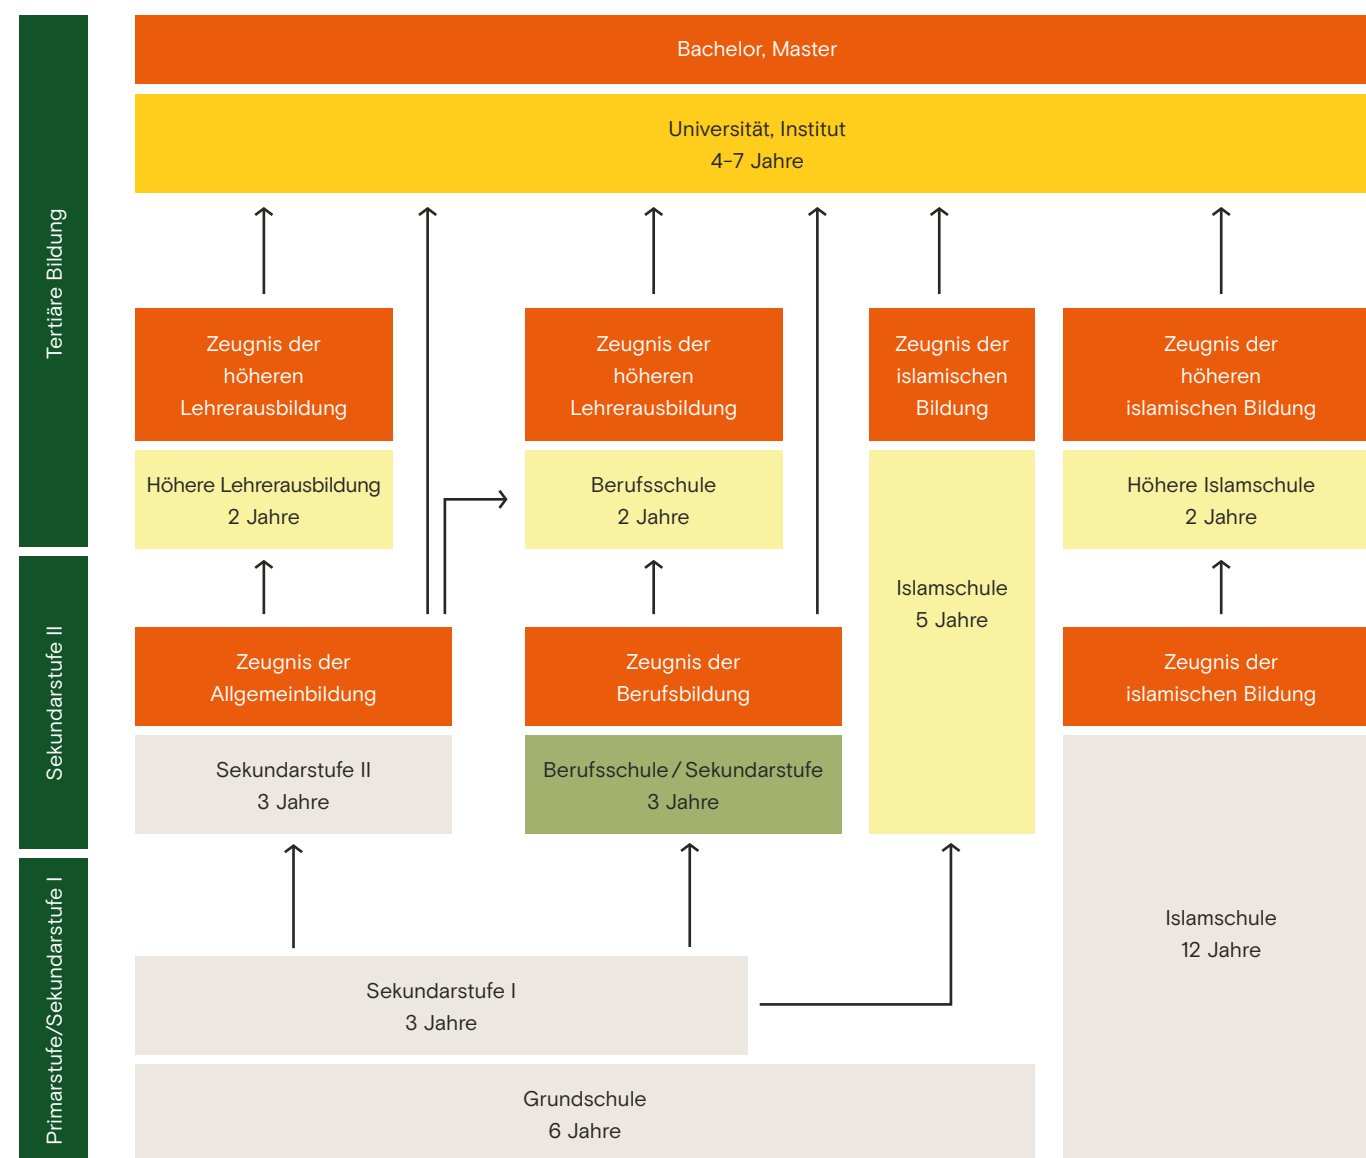 Bachelor, Master
Universität, Institut
4–7 Jahre
Tertiäre Bildung
Zeugnis der
höheren
Lehrerausbildung
Zeugnis der
höheren
Lehrerausbildung
Zeugnis der
islamischen
Bildung
Zeugnis der
höheren
islamischen Bildung
Höhere Lehrerausbildung
2 Jahre
Berufsschule
2 Jahre
Höhere Islamschule
2 Jahre
Islamschule
5 Jahre
Sekundarstufe II
Zeugnis der
Allgemeinbildung
Zeugnis der
Berufsbildung
Zeugnis der
islamischen Bildung
Sekundarstufe II
3 Jahre
Berufsschule / Sekundarstufe
3 Jahre
Islamschule
12 Jahre
Primarstufe/Sekundarstufe I
Sekundarstufe I
3 Jahre
Grundschule
6 Jahre